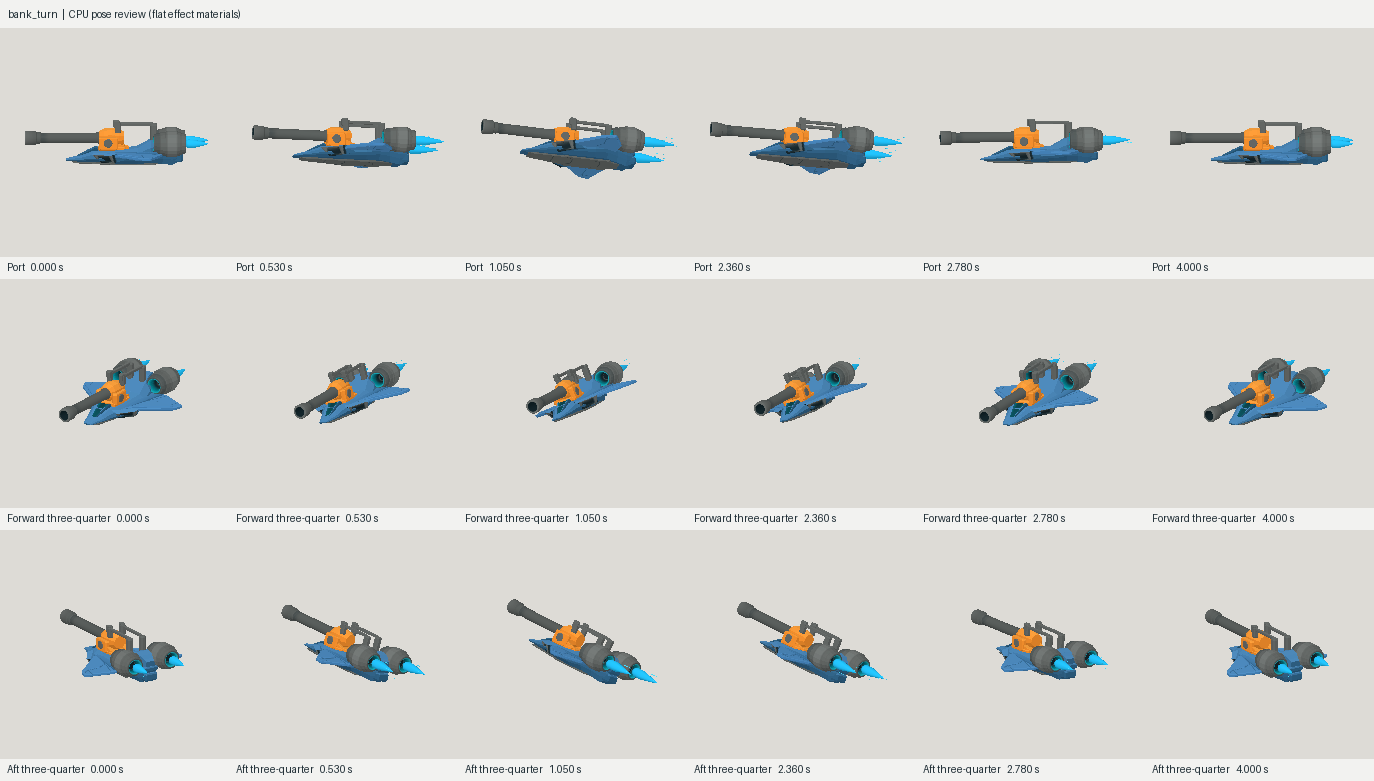 bank_turn | CPU pose review (flat effect materials)
Port 0.000 s
Port 0.530 s
Port 1.050 s
Port 2.360 s
Port 2.780 s
Port 4.000 s
Forward three-quarter 0.000 s
Forward three-quarter 0.530 s
Forward three-quarter 1.050 s
Forward three-quarter 2.360 s
Forward three-quarter 2.780 s
Forward three-quarter 4.000 s
Aft three-quarter 0.000 s
Aft three-quarter 0.530 s
Aft three-quarter 1.050 s
Aft three-quarter 2.360 s
Aft three-quarter 2.780 s
Aft three-quarter 4.000 s